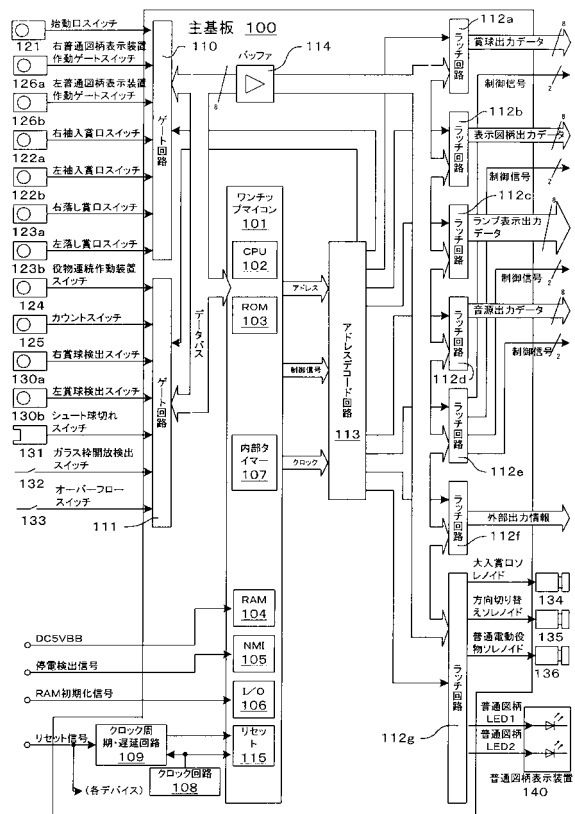 主基板 100
始動口スイッチ
121
右普通図柄表示装置
作動ゲートスイッチ
126a
左普通図柄表示装置
作動ゲートスイッチ
126b
右袖入賞口スイッチ
122a
左袖入賞口スイッチ
122b
右落し賞口スイッチ
123a
左落し賞口スイッチ
123b
役物連続作動装置
スイッチ
124
カウントスイッチ
125
右賞球検出スイッチ
130a
左賞球検出スイッチ
130b
シュート球切れ
スイッチ
131
ガラス枠開放検出
スイッチ
132
オーバーフロー
スイッチ
133
DC5VBB
停電検出信号
RAM初期化信号
リセット信号
(各デバイス)
110
ゲート回路
ゲート回路
111
バッファ
114
8
データバス
ワンチッ
プマイコン
101
CPU
102
ROM
103
内部タ
イマー
107
RAM
104
NMI
105
I/O
106
リセッ
ト
115
クロック周
期・遅延回路
109
クロック回路
108
アドレス
制御信号
クロック
アドレスデコード回路
113
112a
ラッチ回路
賞球出力データ
8
制御信号
2
112b
ラッチ回路
表示図柄出力データ
8
制御信号
2
112c
ラッチ回路
ランプ表示出力
データ
8
制御信号
2
ラッチ回路
112d
音源出力データ
8
制御信号
2
ラッチ回路
112e
ラッチ回路
112f
外部出力情報
ラッチ回路
112g
大入賞口ソ
レノイド
134
方向切り替
えソレノイド
135
普通電動役
物ソレノイド
136
普通図柄
LED1
普通図柄
LED2
普通図柄表示装置
140